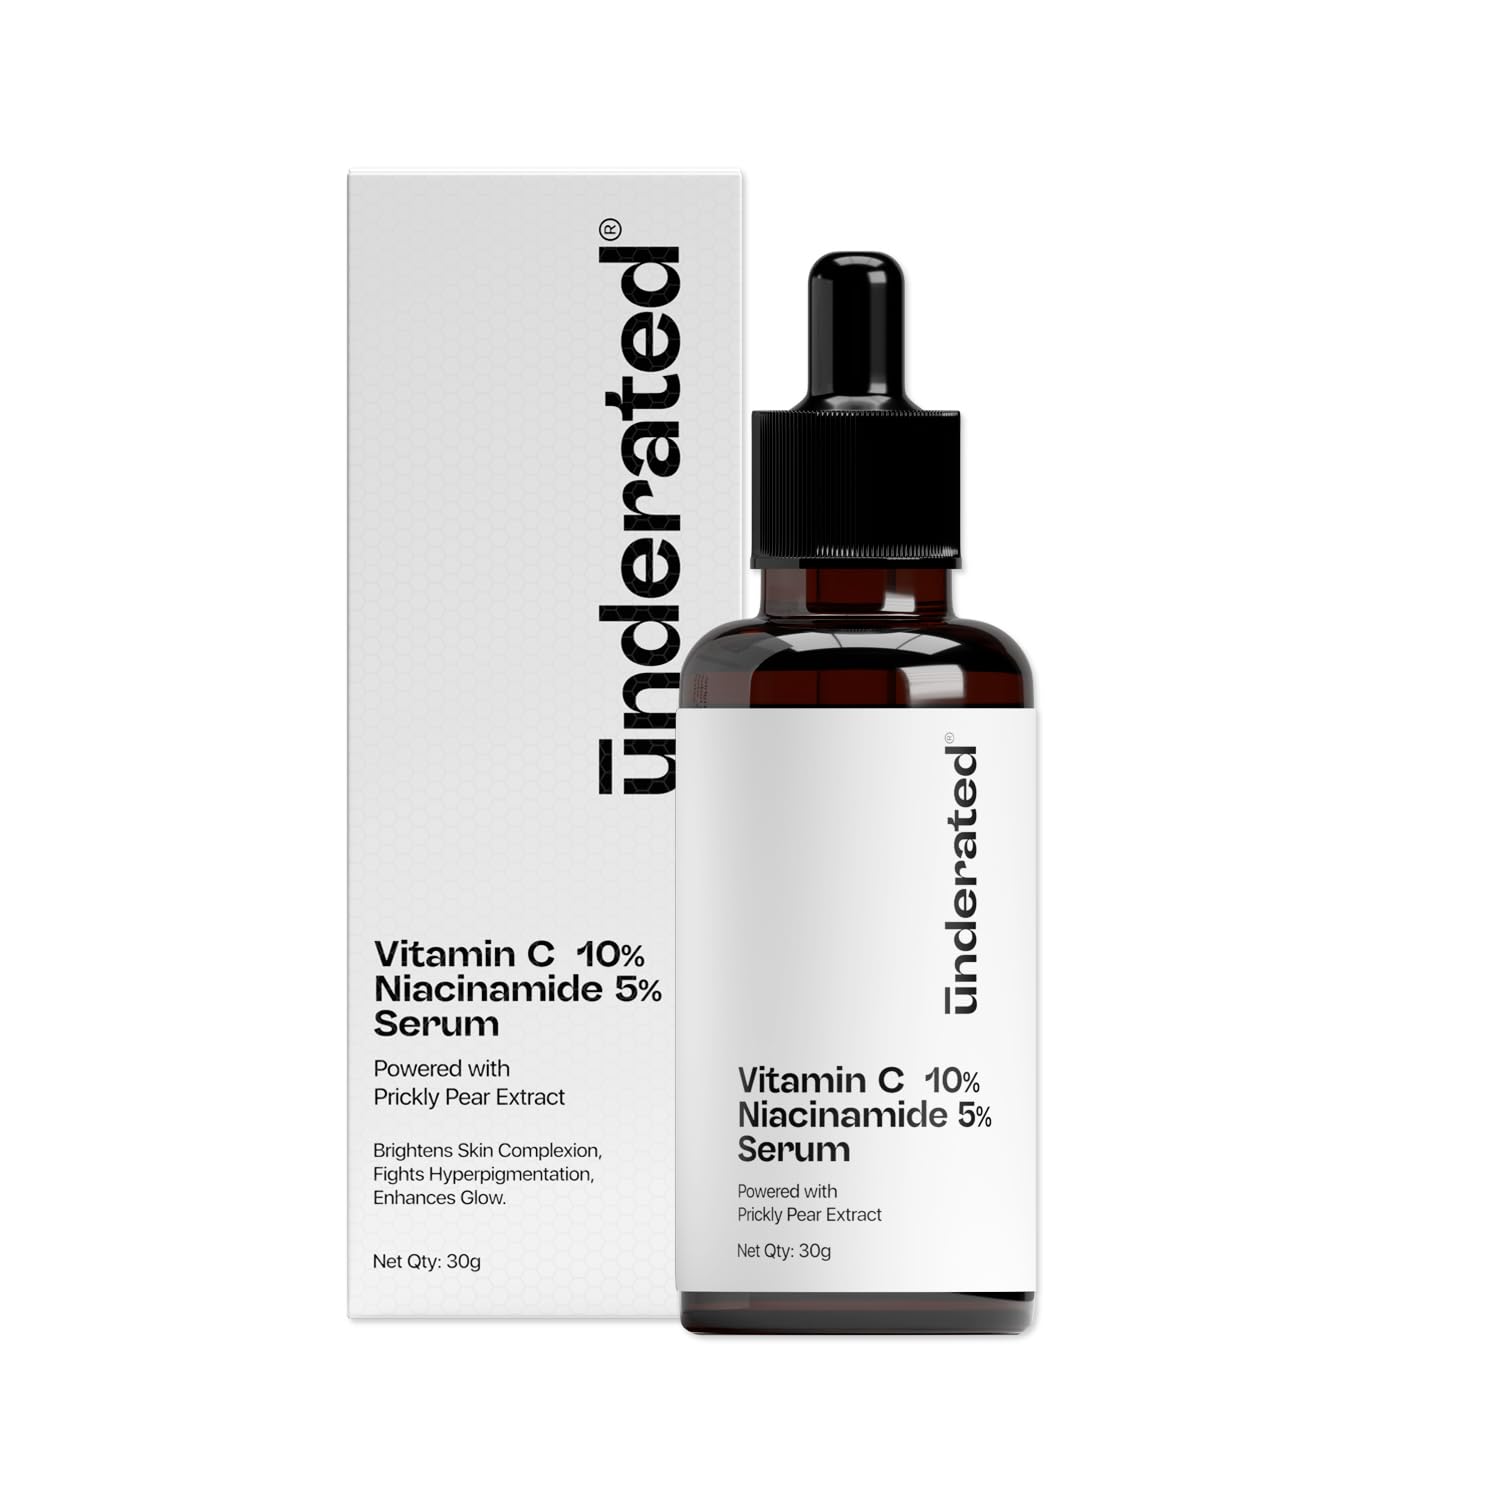 ūnderated®
Vitamin C 10%
Niacinamide 5%
Serum
Powered with
Prickly Pear Extract
Brightens Skin Complexion,
Fights Hyperpigmentation,
Enhances Glow.
Net Qty: 30g
ūnderated®
Vitamin C 10%
Niacinamide 5%
Serum
Powered with
Prickly Pear Extract
Net Qty: 30g